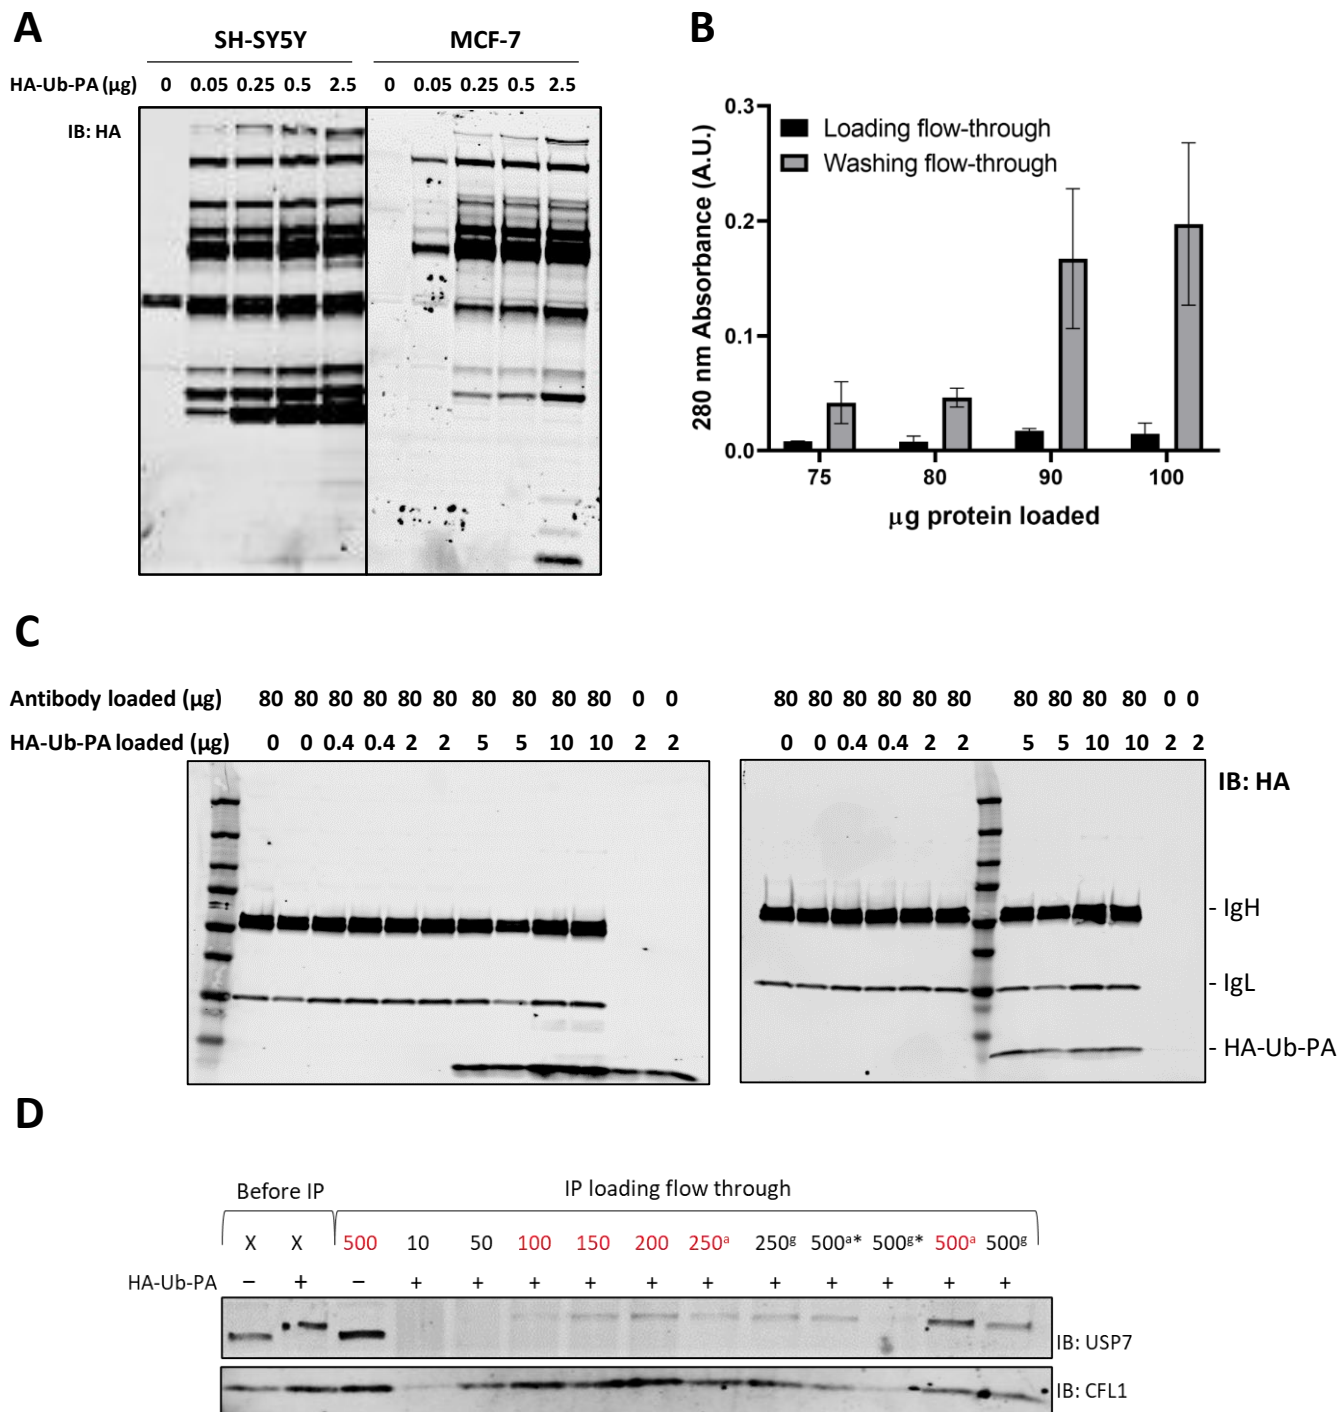 A
SH-SY5Y MCF-7
HA-Ub-PA (µg) 0 0.05 0.25 0.5 2.5 0 0.05 0.25 0.5 2.5
IB: HA
B
0.3
0.2
0.1
0.0
280 nm Absorbance (A.U.)
Loading flow-through
Washing flow-through
75 80 90 100
µg protein loaded
C
Antibody loaded (µg) 80 80 80 80 80 80 80 80 80 80 0 0
HA-Ub-PA loaded (µg) 0 0 0.4 0.4 2 2 5 5 10 10 2 2
80 80 80 80 80 80 80 80 80 80 0 0
0 0 0.4 0.4 2 2 5 5 10 10 2 2
IB: HA
- IgH
- IgL
- HA-Ub-PA
D
Before IP IP loading flow through
X X 500 10 50 100 150 200 250ᵃ 250ᵍ 500ᵃ* 500ᵍ* 500ᵃ 500ᵍ
HA-Ub-PA – + – + + + + + + + + + + +
IB: USP7
IB: CFL1